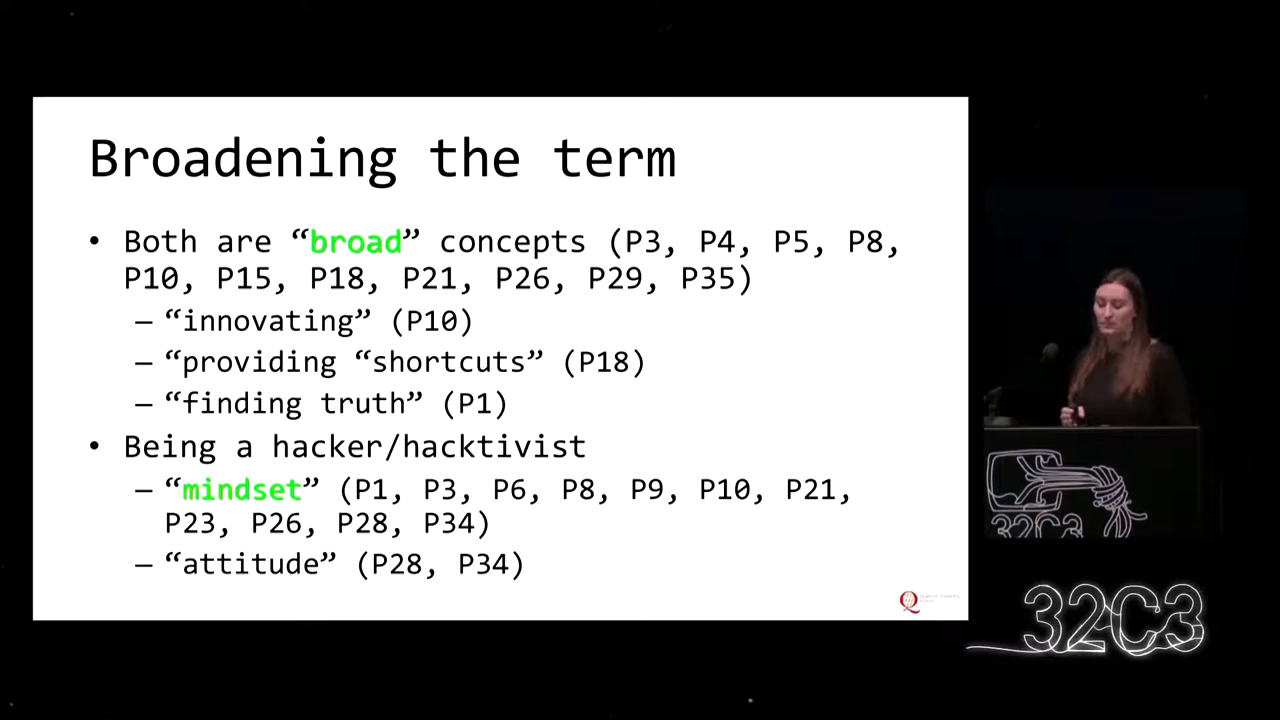 Broadening the term
• Both are “broad” concepts (P3, P4, P5, P8,
P10, P15, P18, P21, P26, P29, P35)
– “innovating” (P10)
– “providing “shortcuts” (P18)
– “finding truth” (P1)
• Being a hacker/hacktivist
– “mindset” (P1, P3, P6, P8, P9, P10, P21,
P23, P26, P28, P34)
– “attitude” (P28, P34)
Q
32C3
32C3